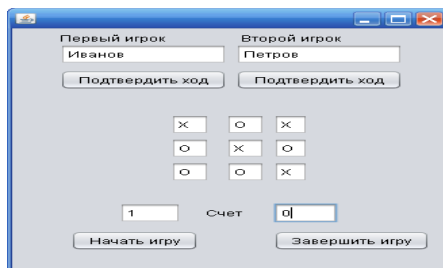 Первый игрок Второй игрок
Иванов Петров
Подтвердить ход Подтвердить ход
X O X
O X O
O O X
1 Счет 0
Начать игру Завершить игру